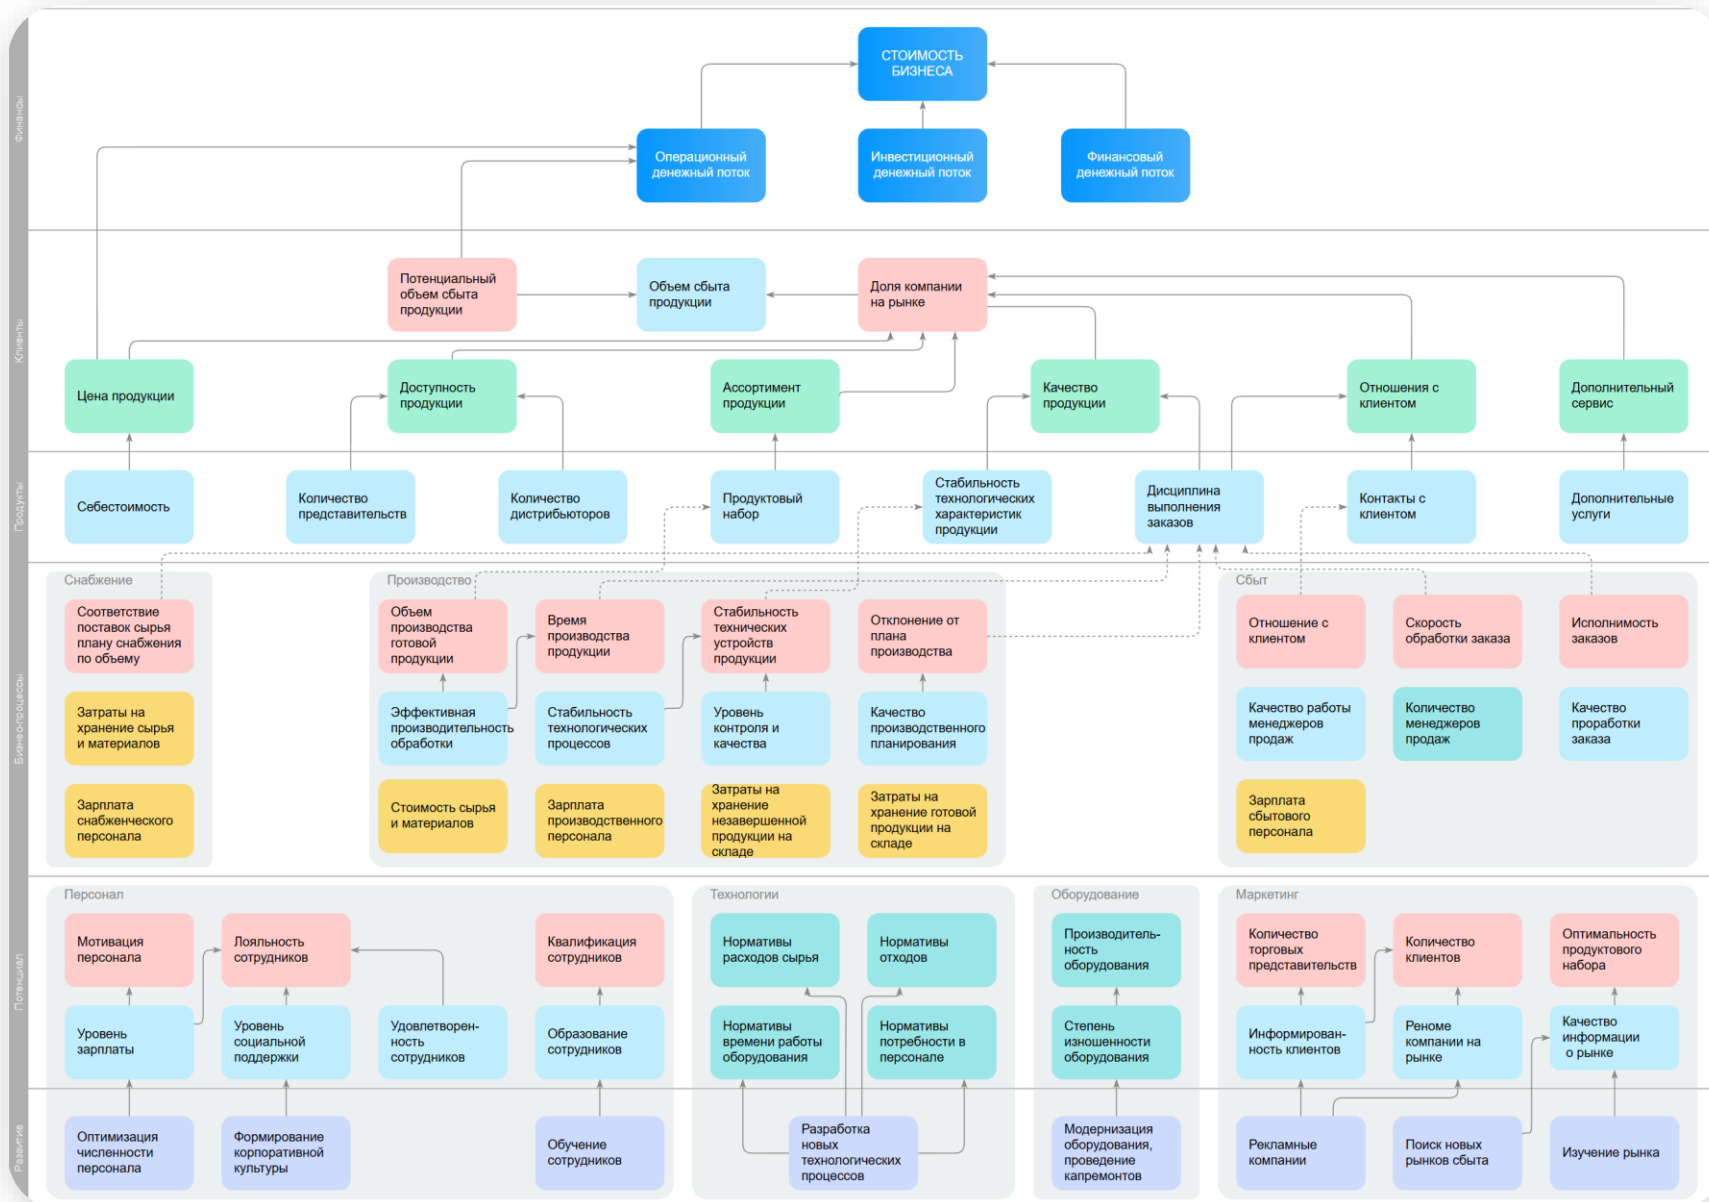 Финансы
СТОИМОСТЬ
БИЗНЕСА
Операционный
денежный поток
Инвестиционный
денежный поток
Финансовый
денежный поток
Клиенты
Потенциальный
объем сбыта
продукции
Объем сбыта
продукции
Доля компании
на рынке
Цена продукции
Доступность
продукции
Ассортимент
продукции
Качество
продукции
Отношения с
клиентом
Дополнительный
сервис
Продукты
Себестоимость
Количество
представительств
Количество
дистрибьюторов
Продуктовый
набор
Стабильность
технологических
характеристик
продукции
Дисциплина
выполнения
заказов
Контакты с
клиентом
Дополнительные
услуги
Бизнео-процессы
Снабжение
Соответствие
поставок сырья
плану снабжения
по объему
Затраты на
хранение сырья
и материалов
Зарплата
снабженческого
персонала
Производство
Объем
производства
готовой
продукции
Время
производства
продукции
Стабильность
технических
устройств
продукции
Отклонение от
плана
производства
Эффективная
производительность
обработки
Стабильность
технологических
процессов
Уровень
контроля и
качества
Качество
производственного
планирования
Стоимость сырья
и материалов
Зарплата
производственного
персонала
Затраты на
хранение
незавершенной
продукции на
складе
Затраты на
хранение готовой
продукции на
складе
Сбыт
Отношение с
клиентом
Скорость
обработки заказа
Исполнимость
заказов
Качество работы
менеджеров
продаж
Количество
менеджеров
продаж
Качество
проработки
заказа
Зарплата
сбытового
персонала
Потенциал
Персонал
Мотивация
персонала
Лояльность
сотрудников
Квалификация
сотрудников
Уровень
зарплаты
Уровень
социальной
поддержки
Удовлетворен-
ность
сотрудников
Образование
сотрудников
Технологии
Нормативы
расходов сырья
Нормативы
отходов
Нормативы
времени работы
оборудования
Нормативы
потребности в
персонале
Оборудование
Производитель-
ность
оборудования
Степень
изношенности
оборудования
Маркетинг
Количество
торговых
представительств
Количество
клиентов
Оптимальность
продуктового
набора
Информирован-
ность клиентов
Реноме
компании на
рынке
Качество
информации
о рынке
Развитие
Оптимизация
численности
персонала
Формирование
корпоративной
культуры
Обучение
сотрудников
Разработка
новых
технологических
процессов
Модернизация
оборудования,
проведение
капремонтов
Рекламные
компании
Поиск новых
рынков сбыта
Изучение рынка